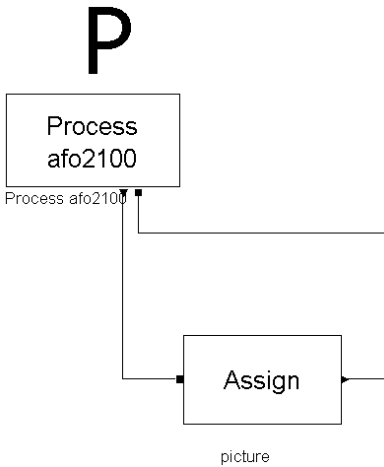 P
Process
afo2100
Process afo2100
Assign
picture